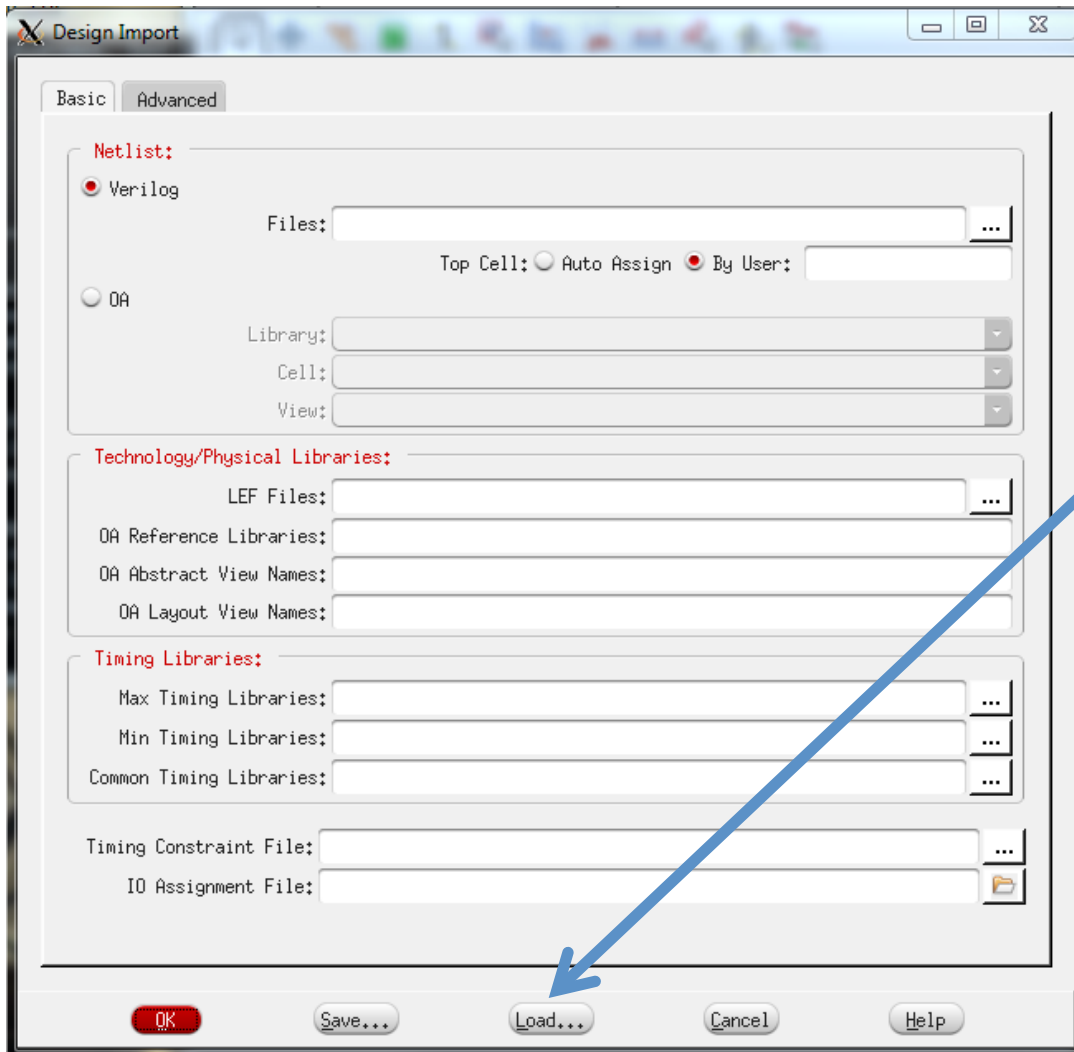 Design Import
Basic Advanced
Netlist:
Verilog
Files: ...
Top Cell: Auto Assign By User:
OA
Library:
Cell:
View:
Technology/Physical Libraries:
LEF Files: ...
OA Reference Libraries:
OA Abstract View Names:
OA Layout View Names:
Timing Libraries:
Max Timing Libraries: ...
Min Timing Libraries: ...
Common Timing Libraries: ...
Timing Constraint File: ...
IO Assignment File:
OK Save... Load... Cancel Help